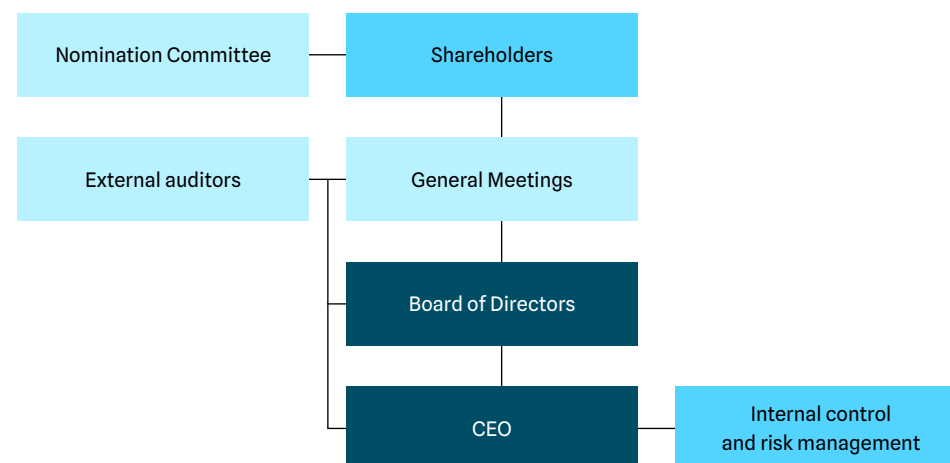 Nomination Committee
Shareholders
External auditors
General Meetings
Board of Directors
CEO
Internal control
and risk management